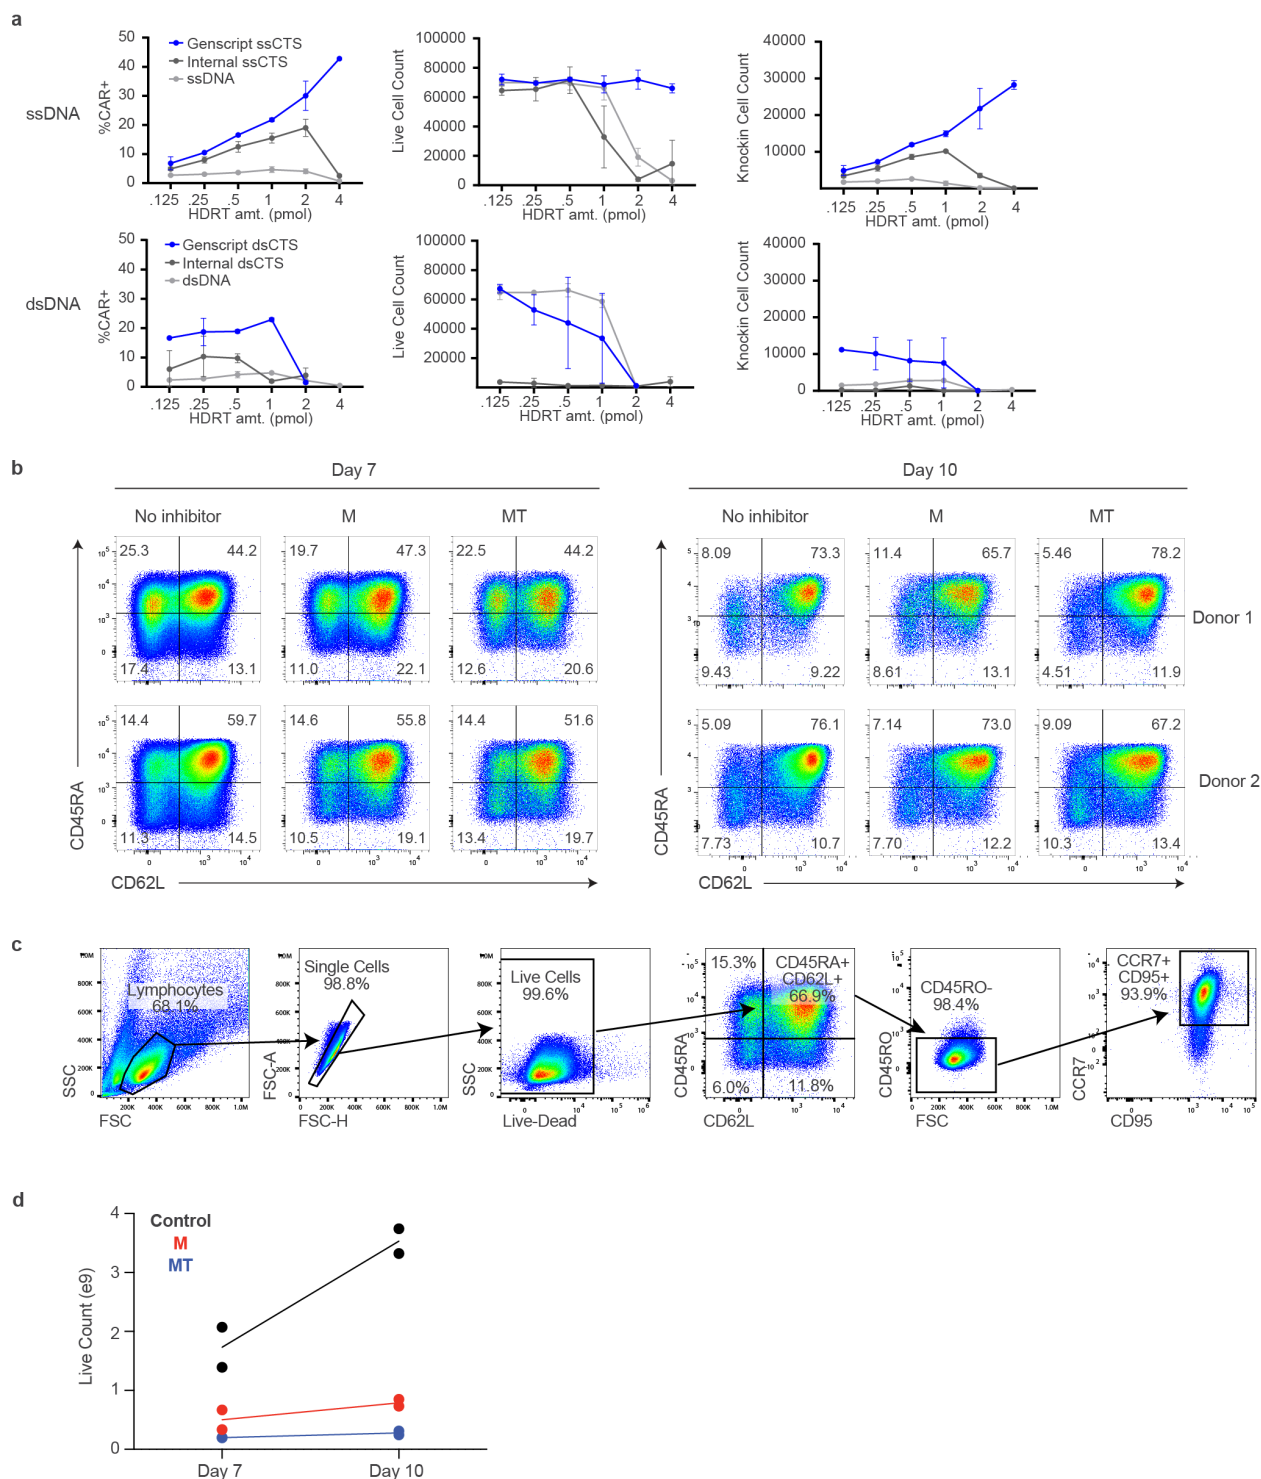 a
ssDNA
50
40
30
20
10
0
%CAR+
Genscript ssCTS
Internal ssCTS
ssDNA
.125 .25 .5 1 2 4
HDRT amt. (pmol)
100000
80000
60000
40000
20000
0
Live Cell Count
.125 .25 .5 1 2 4
HDRT amt. (pmol)
40000
30000
20000
10000
0
Knockin Cell Count
.125 .25 .5 1 2 4
HDRT amt. (pmol)
dsDNA
50
40
30
20
10
0
%CAR+
Genscript dsCTS
Internal dsCTS
dsDNA
.125 .25 .5 1 2 4
HDRT amt. (pmol)
100000
80000
60000
40000
20000
Live Cell Count
.125 .25 .5 1 2 4
HDRT amt. (pmol)
40000
30000
20000
10000
0
Knockin Cell Count
.125 .25 .5 1 2 4
HDRT amt. (pmol)
b
Day 7
Day 10
No inhibitor M MT
No inhibitor M MT
25.3 44.2
17.4 13.1
19.7 47.3
11.0 22.1
22.5 44.2
12.6 20.6
8.09 73.3
9.43 9.22
11.4 65.7
8.61 13.1
5.46 78.2
4.51 11.9
Donor 1
14.4 59.7
11.3 14.5
14.6 55.8
10.5 19.1
14.4 51.6
13.4 19.7
5.09 76.1
7.73 10.7
7.14 73.0
7.70 12.2
9.09 67.2
10.3 13.4
Donor 2
CD45RA
CD62L
CD45RA
CD62L
c
Lymphocytes
68.1%
SSC
FSC
Single Cells
98.8%
FSC-A
FSC-H
Live Cells
99.6%
SSC
Live-Dead
15.3%
CD45RA+
CD62L+
66.9%
6.0%
11.8%
CD45RA
CD62L
CD45RO-
98.4%
CD45RO
FSC
CCR7+
CD95+
93.9%
CCR7
CD95
d
4
3
2
1
0
Live Count (e9)
Control
M
MT
Day 7
Day 10